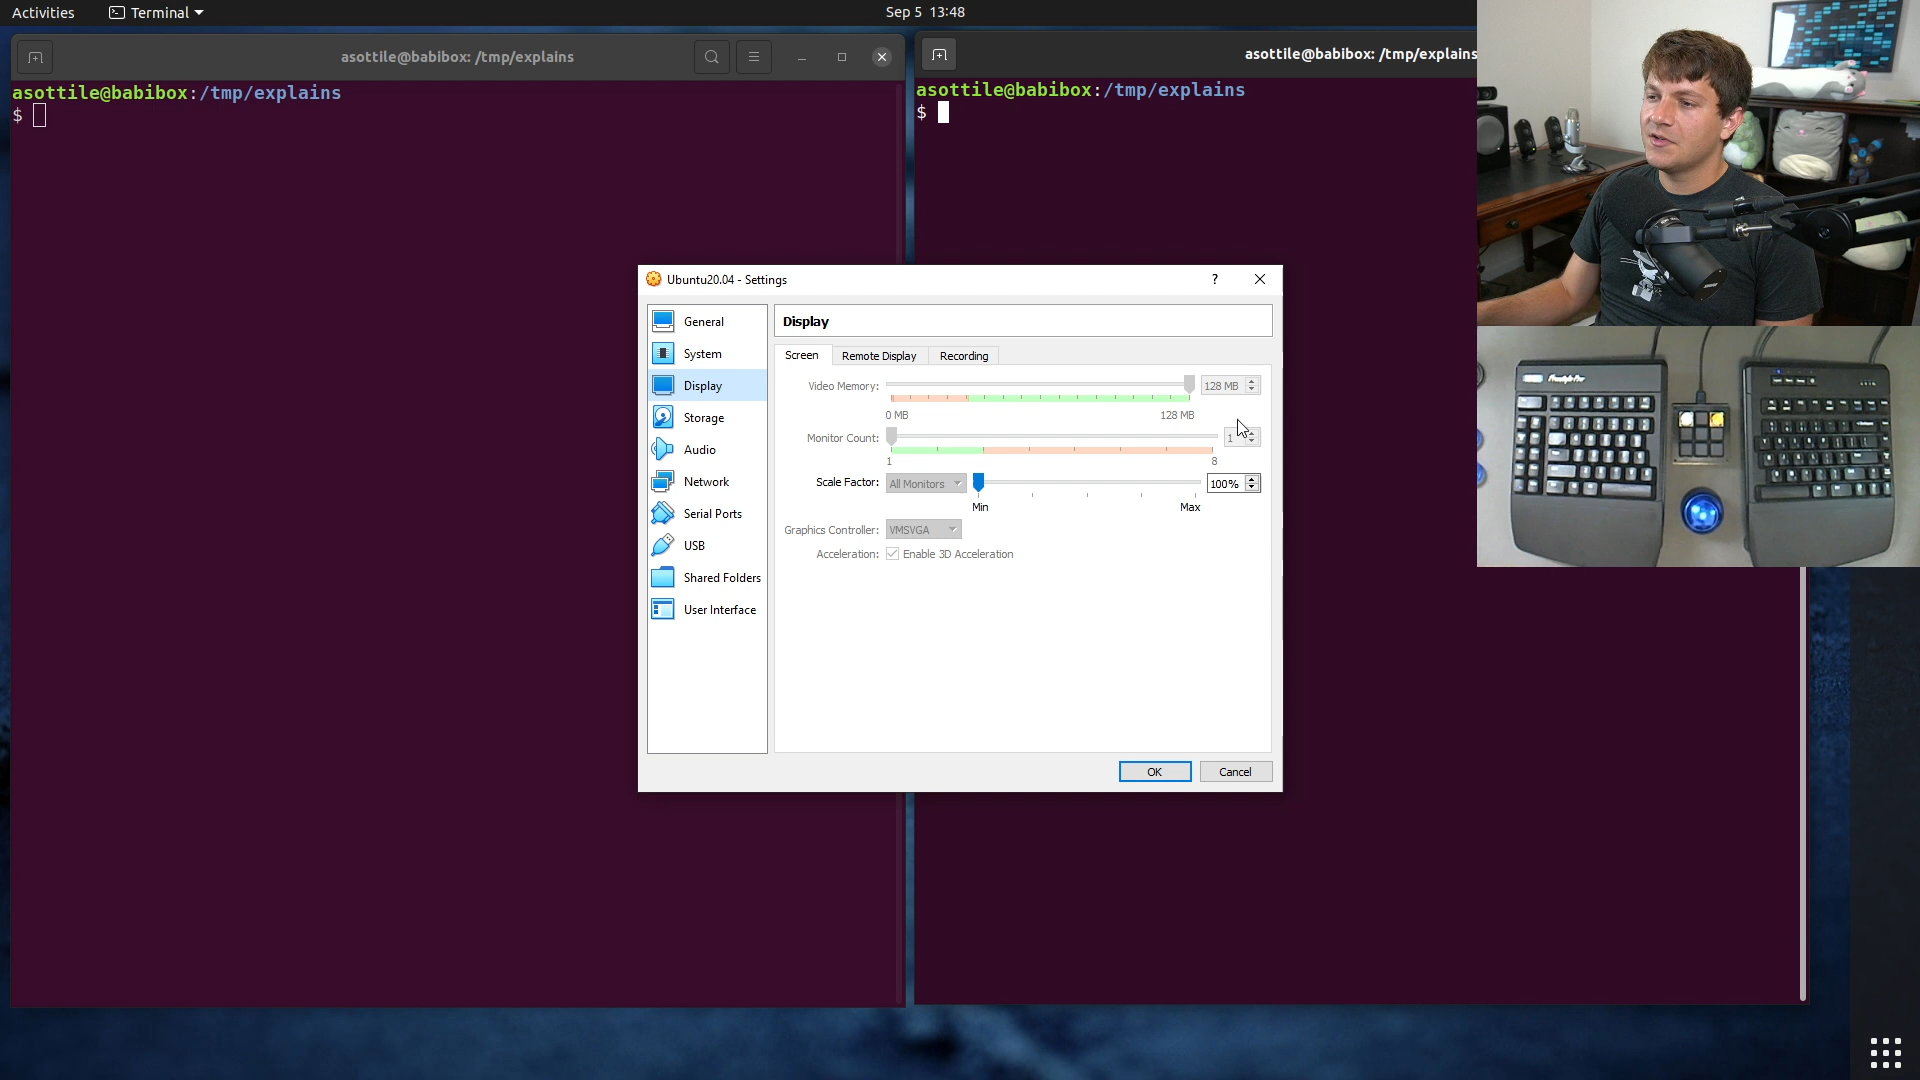 Activities
Terminal
Sep 5 13:48
asottile@babibox: /tmp/explains
asottile@babibox:/tmp/explains
$
asottile@babibox: /tmp/explains
asottile@babibox:/tmp/explains
$
Ubuntu20.04 - Settings
?
General
System
Display
Storage
Audio
Network
Serial Ports
USB
Shared Folders
User Interface
Display
Screen
Remote Display
Recording
Video Memory:
128 MB
0 MB
128 MB
Monitor Count:
1
1
8
Scale Factor:
All Monitors
100%
Min
Max
Graphics Controller:
VMSVGA
Acceleration:
Enable 3D Acceleration
OK
Cancel
Freestyle Pro